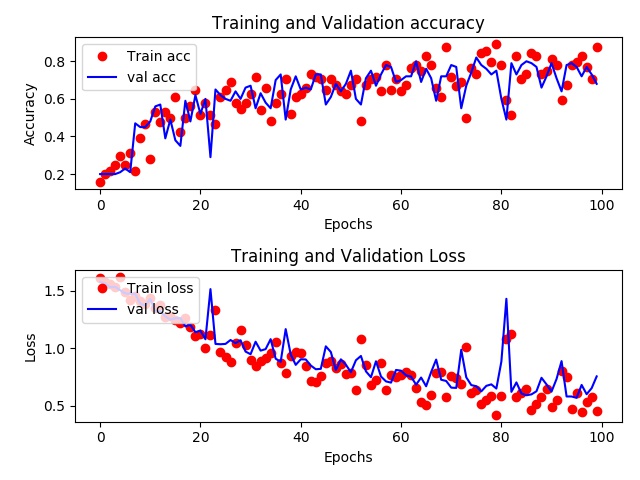 Training and Validation accuracy
Train acc
val acc
Accuracy
0.8
0.6
0.4
0.2
0 20 40 60 80 100
Epochs
Training and Validation Loss
Train loss
val loss
Loss
1.5
1.0
0.5
0 20 40 60 80 100
Epochs